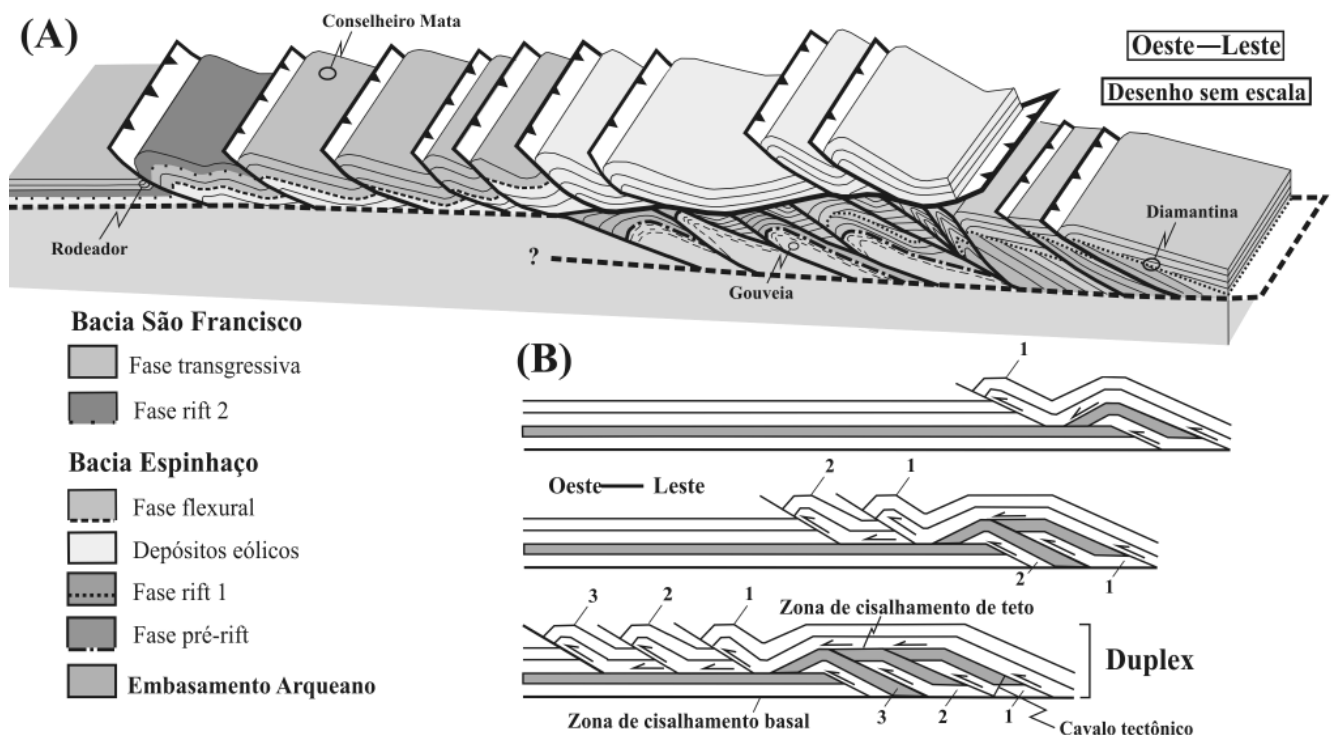 (A)
Conselheiro Mata
Oeste—Leste
Desenho sem escala
Rodeador
?
Gouveia
Diamantina
Bacia São Francisco
Fase transgressiva
Fase rift 2
Bacia Espinhaço
Fase flexural
Depósitos eólicos
Fase rift 1
Fase pré-rift
Embasamento Arqueano
(B)
1
2
1
Oeste — Leste
2
1
3
2
1
Zona de cisalhamento de teto
Duplex
Zona de cisalhamento basal
3
2
1
Cavalo tectônico